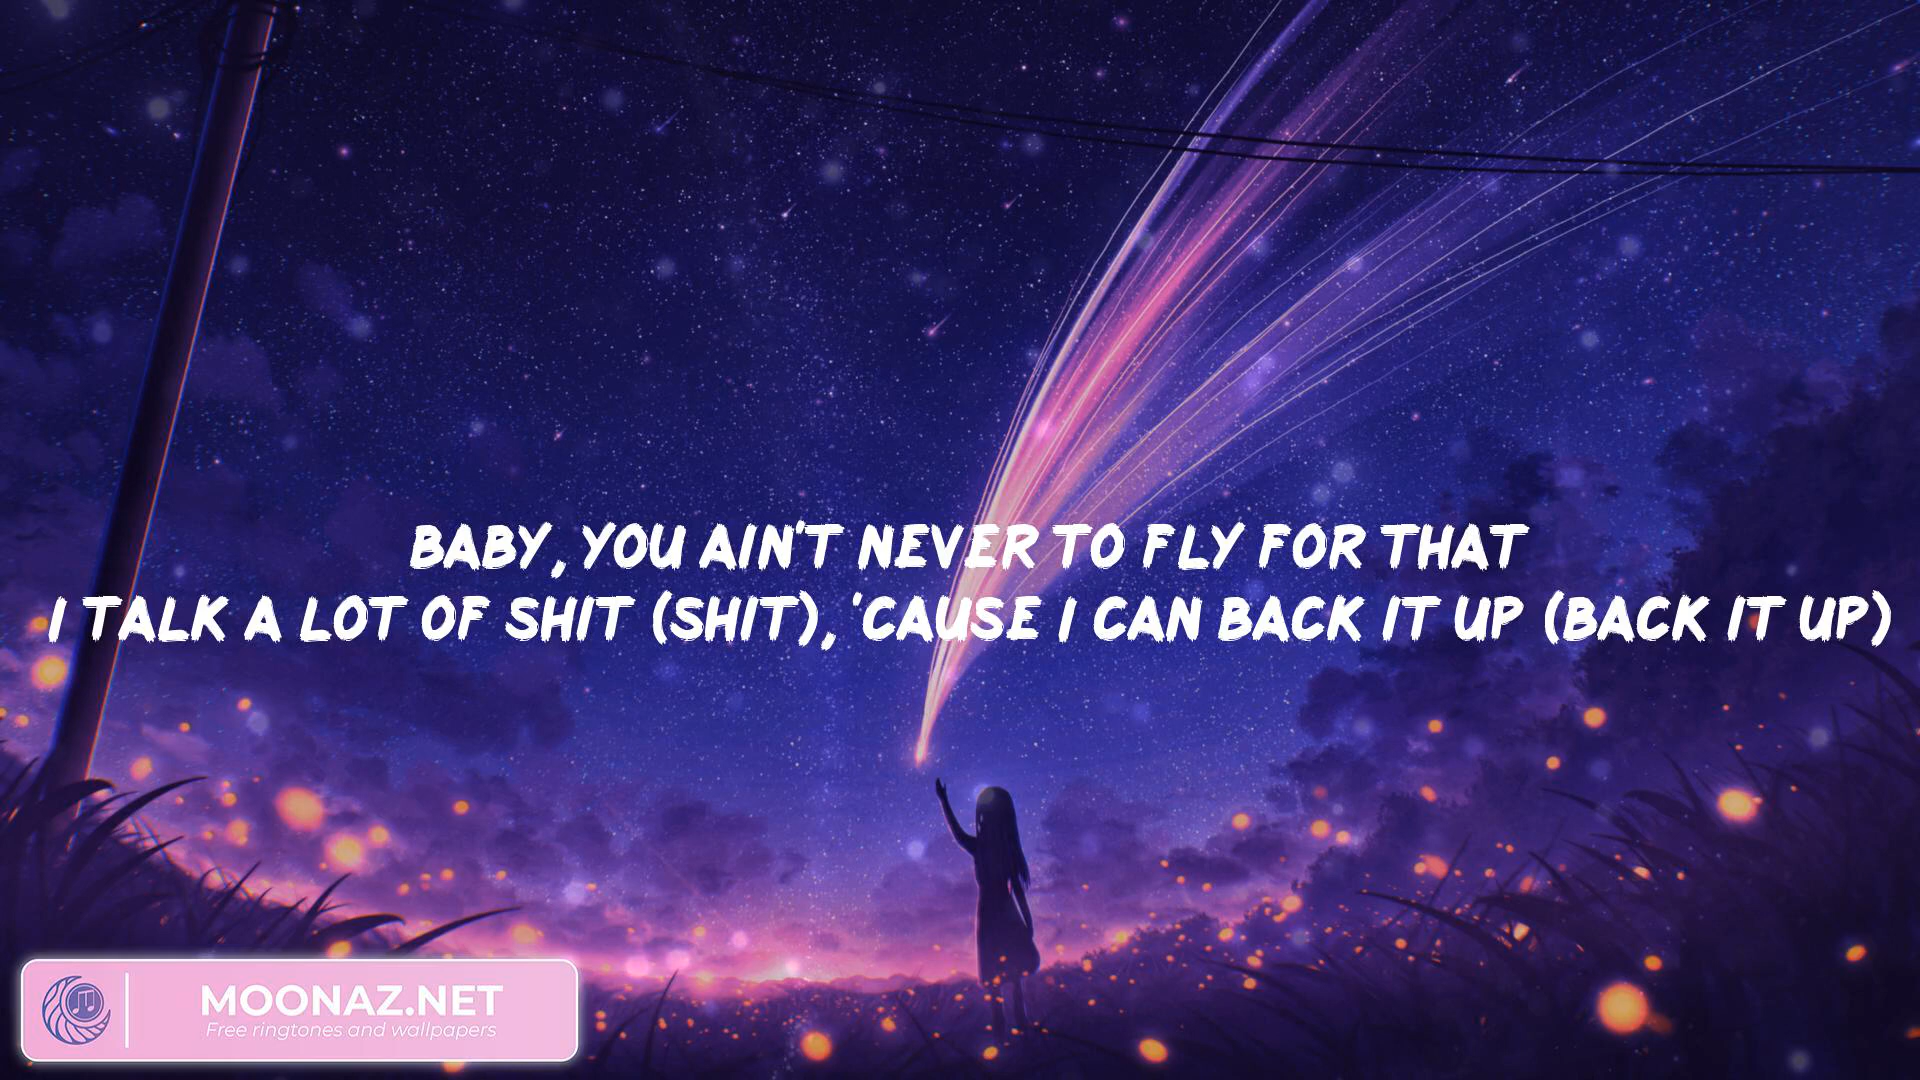 BABY, YOU AIN'T NEVER TO FLY FOR THAT
I TALK A LOT OF SHIT (SHIT), 'CAUSE I CAN BACK IT UP (BACK IT UP)
MOONAZ.NET
Free ringtones and wallpapers